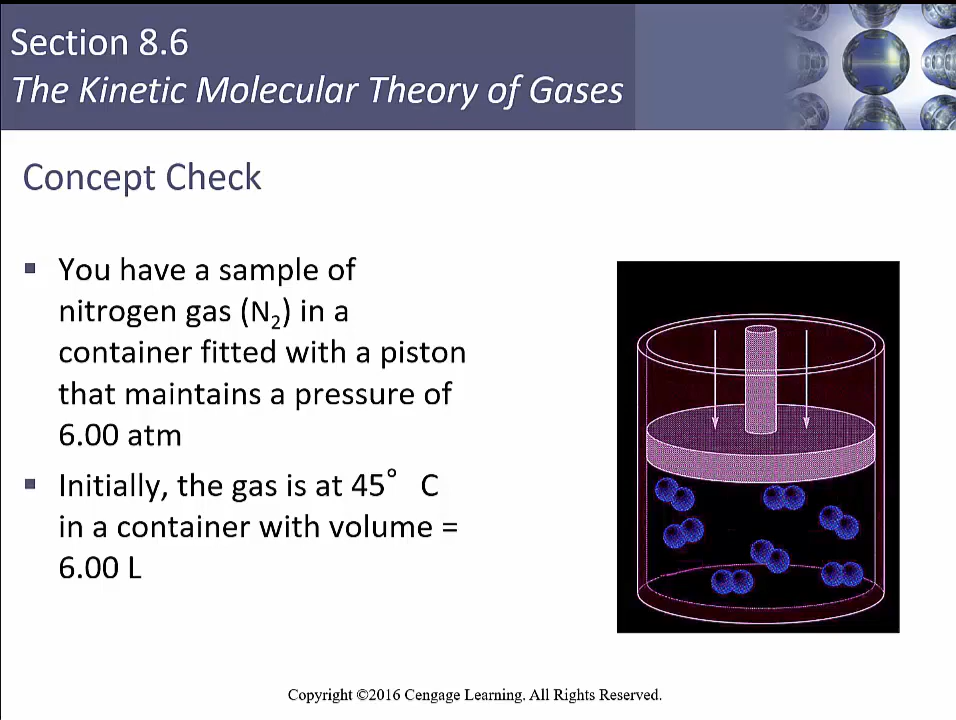 Section 8.6
The Kinetic Molecular Theory of Gases
Concept Check
▪ You have a sample of
nitrogen gas (N₂) in a
container fitted with a piston
that maintains a pressure of
6.00 atm
▪ Initially, the gas is at 45° C
in a container with volume =
6.00 L
Copyright ©2016 Cengage Learning. All Rights Reserved.